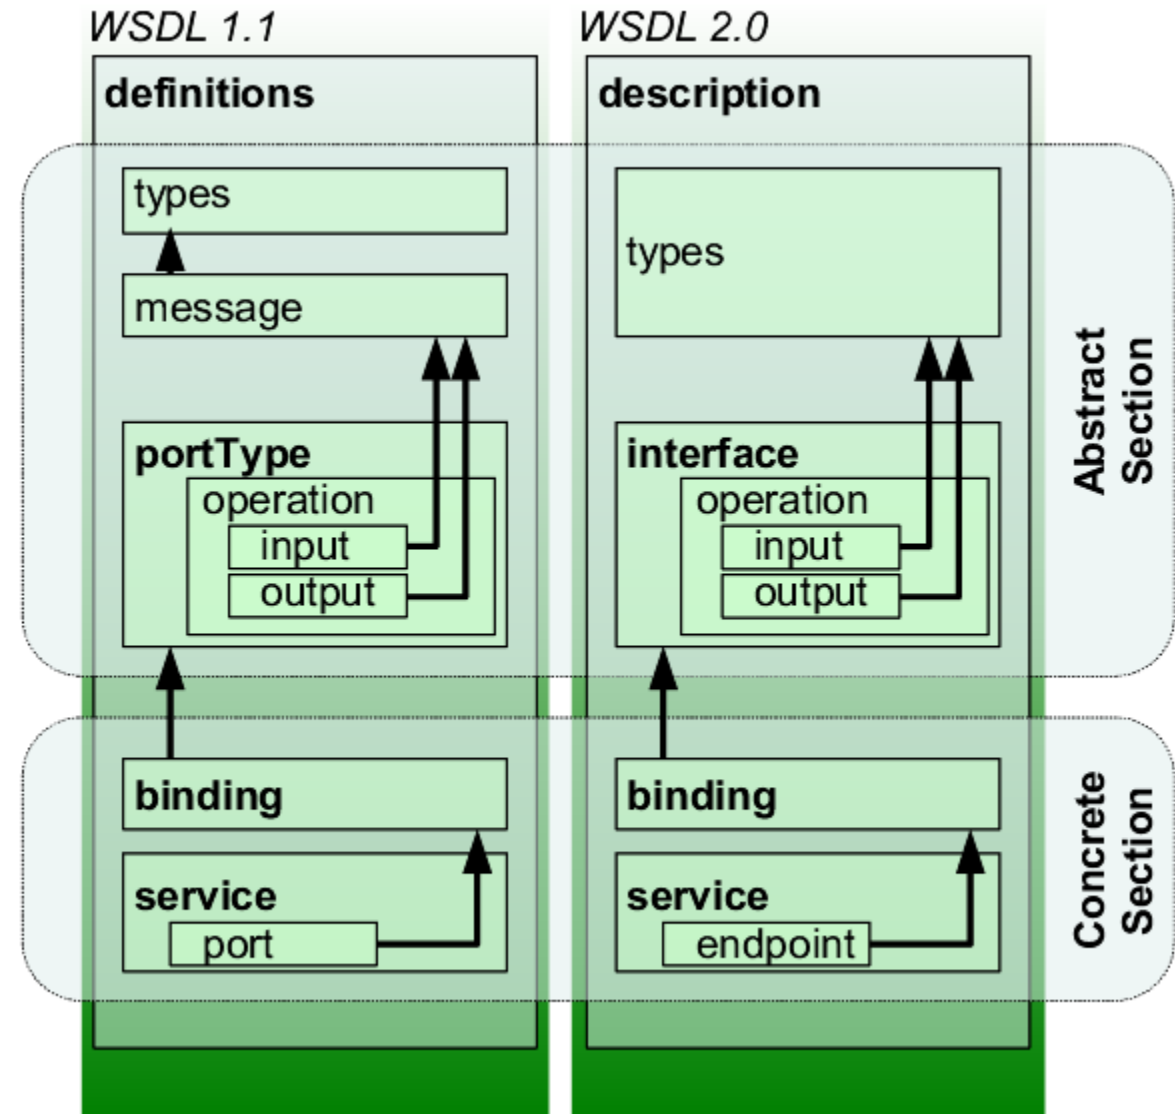 WSDL 1.1
definitions
types
message
portType
operation
input
output
binding
service
port
WSDL 2.0
description
types
interface
operation
input
output
binding
service
endpoint
Abstract
Section
Concrete
Section